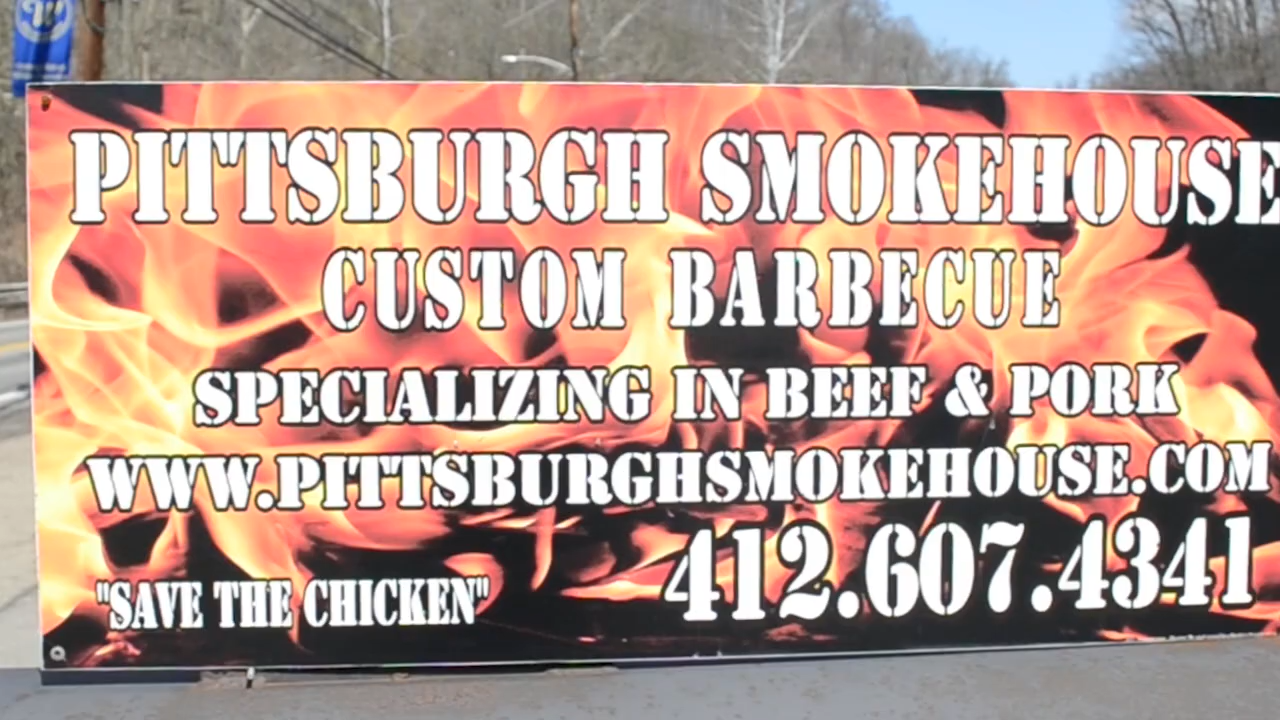 PITTSBURGH SMOKEHOUSE
CUSTOM BARBECUE
SPECIALIZING IN BEEF & PORK
WWW.PITTSBURGHSMOKEHOUSE.COM
412.607.4341
"SAVE THE CHICKEN"